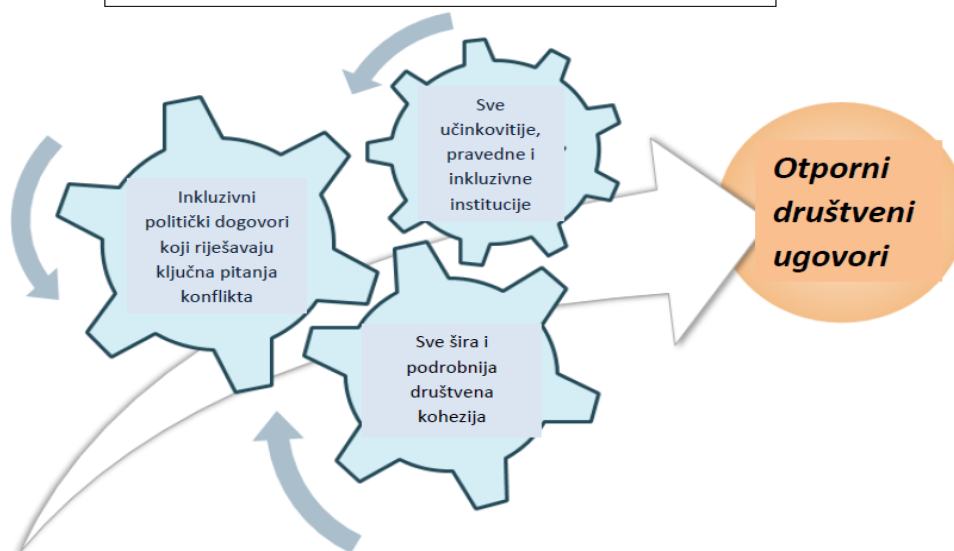 Inkluzivni
politički dogovori
koji riješavaju
ključna pitanja
konflikta
Sve
učinkovitije,
pravedne i
inkluzivne
institucije
Sve šira i
podrobnija
društvena
kohezija
Otporni
društveni
ugovori